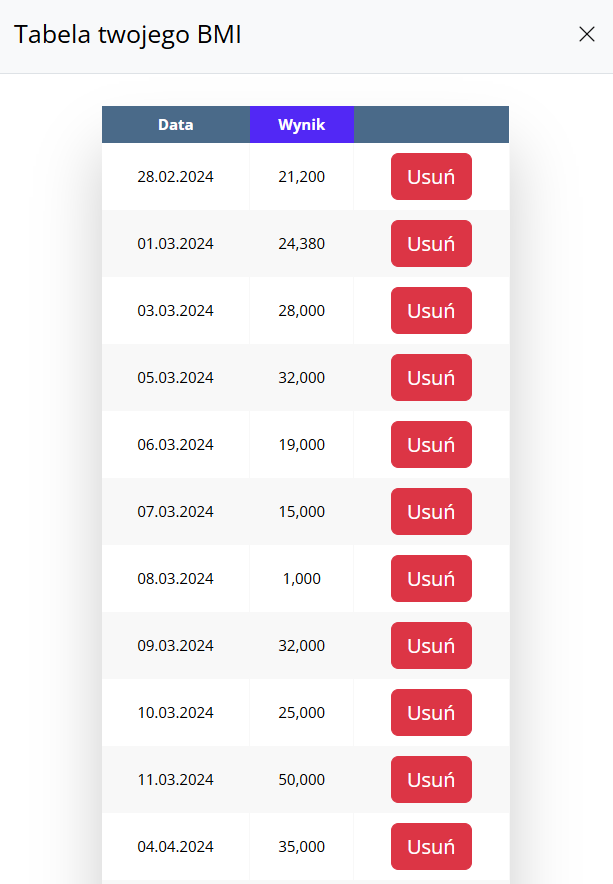 Tabela twojego BMI
Data Wynik
28.02.2024 21,200 Usuń
01.03.2024 24,380 Usuń
03.03.2024 28,000 Usuń
05.03.2024 32,000 Usuń
06.03.2024 19,000 Usuń
07.03.2024 15,000 Usuń
08.03.2024 1,000 Usuń
09.03.2024 32,000 Usuń
10.03.2024 25,000 Usuń
11.03.2024 50,000 Usuń
04.04.2024 35,000 Usuń